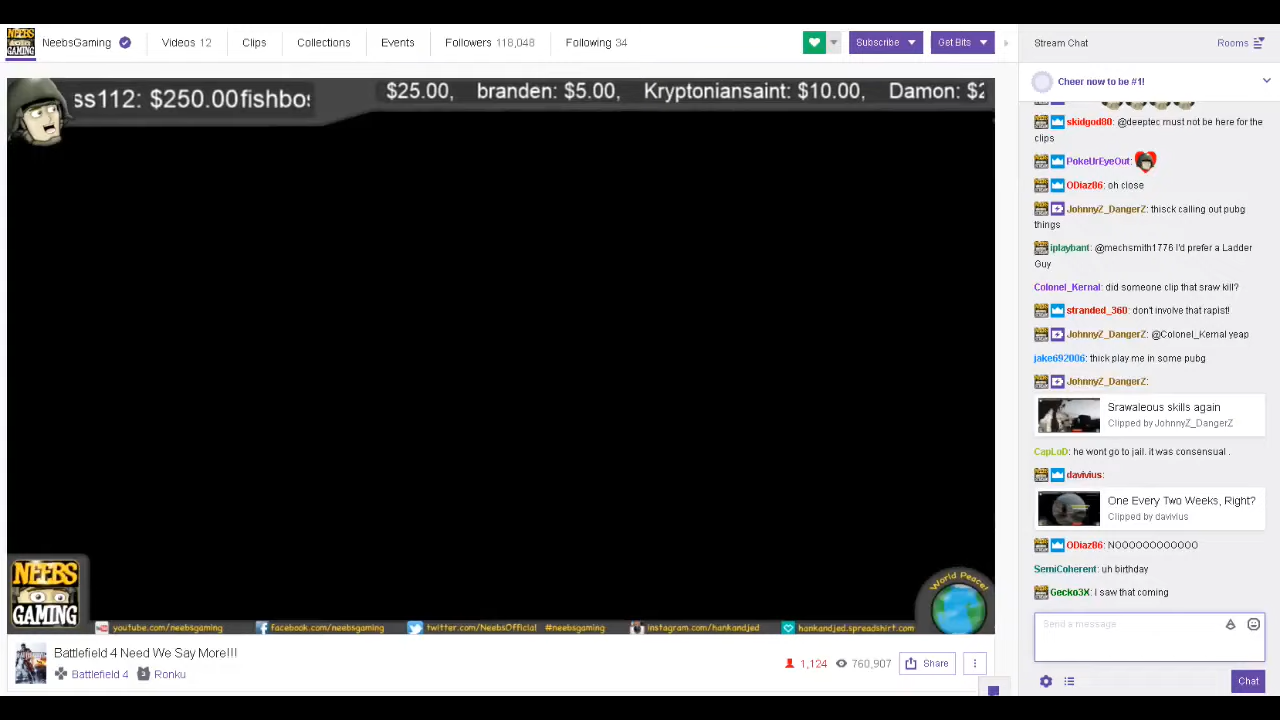 NEEBS GAMING
NeebsGaming
Videos 12
Clips
Collections
Events
Followers 118,048
Following 34
Subscribe
Get Bits
Stream Chat
Rooms
ss112: $250.00fishbos
$25.00, branden: $5.00, Kryptoniansaint: $10.00, Damon: $2
Cheer now to be #1!
skidgod80: @deeptec must not be here for the
clips
PokeUrEyeOut:
ODiaz86: oh close
JohnnyZ_DangerZ: thisck calling out pubg
things
iplaybant: @mechsmith1776 I'd prefer a Ladder
Guy
Colonel_Kernal: did someone clip that sraw kill?
stranded_360: don't involve that rapist!
JohnnyZ_DangerZ: @Colonel_Kernal yeap
jake692006: thick play me in some pubg
JohnnyZ_DangerZ:
Srawaleous skills again
Clipped by JohnnyZ_DangerZ
CapLoD: he wont go to jail. it was consensual .
davivius:
One Every Two Weeks, Right?
Clipped by davivius
ODiaz86: NOOOOOOOOOOO
SemiCoherent: uh birthday
Gecko3X: I saw that coming
Send a message
Chat
NEEBS
GAMING
World Peace!
youtube.com/neebsgaming
facebook.com/neebsgaming
twitter.com/NeebsOfficial #neebsgaming
instagram.com/hankandjed
hankandjed.spreadshirt.com
Battlefield 4 Need We Say More!!!
Battlefield 4
Ronku
1,124
760,907
Share